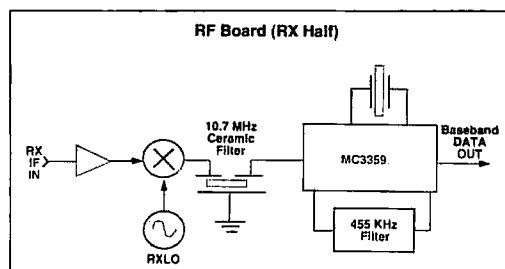 RF Board (RX Half)
10.7 MHz
Ceramic
Filter
RX
IF
IN
RXLO
MC3359
Baseband
DATA
OUT
455 KHz
Filter